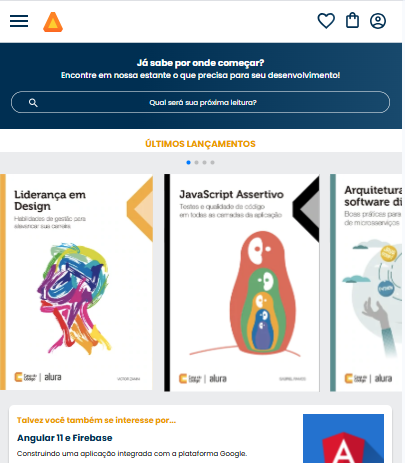 Já sabe por onde começar?
Encontre em nossa estante o que precisa para seu desenvolvimento!
Qual será sua próxima leitura?
ÚLTIMOS LANÇAMENTOS
Liderança em
Design
Habilidades de gestão para
alavancar sua carreira
Casa do
Código
alura
JavaScript Assertivo
Testes e qualidade de código
em todas as camadas da aplicação
Casa do
Código
alura
Arquitetura
software di
Boas práticas para
de microsserviços
Casa do
Código
alura
Talvez você também se interesse por...
Angular 11 e Firebase
Construindo uma aplicação integrada com a plataforma Google.